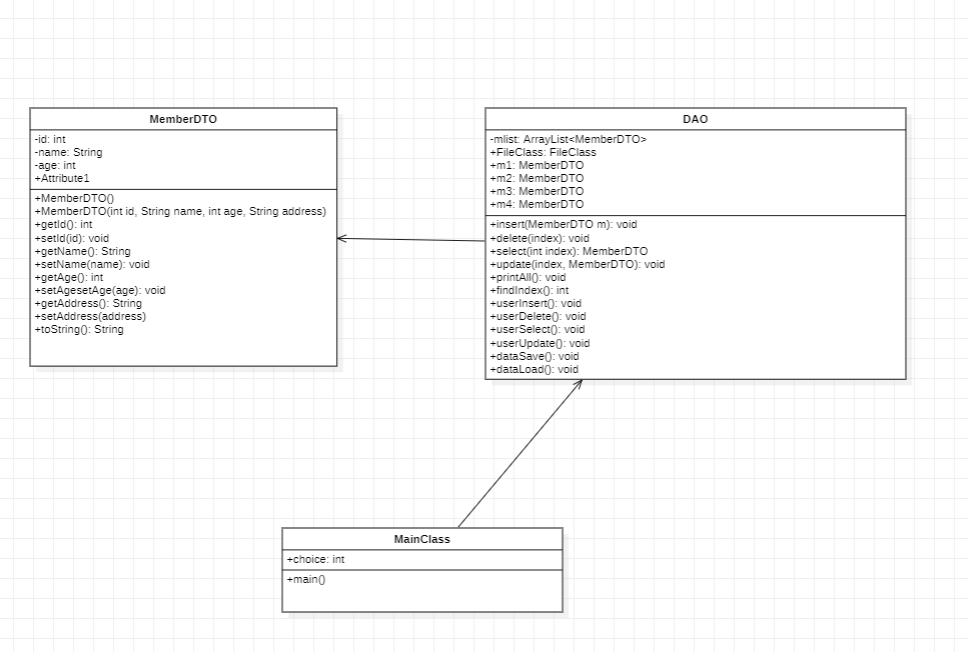 MemberDTO
-id: int
-name: String
-age: int
+Attribute1
+MemberDTO()
+MemberDTO(int id, String name, int age, String address)
+getId(): int
+setId(id): void
+getName(): String
+setName(name): void
+getAge(): int
+setAgesetAge(age): void
+getAddress(): String
+setAddress(address)
+toString(): String
DAO
-mlist: ArrayList<MemberDTO>
+FileClass: FileClass
+m1: MemberDTO
+m2: MemberDTO
+m3: MemberDTO
+m4: MemberDTO
+insert(MemberDTO m): void
+delete(index): void
+select(int index): MemberDTO
+update(index, MemberDTO): void
+printAll(): void
+findIndex(): int
+userInsert(): void
+userDelete(): void
+userSelect(): void
+userUpdate(): void
+dataSave(): void
+dataLoad(): void
MainClass
+choice: int
+main()